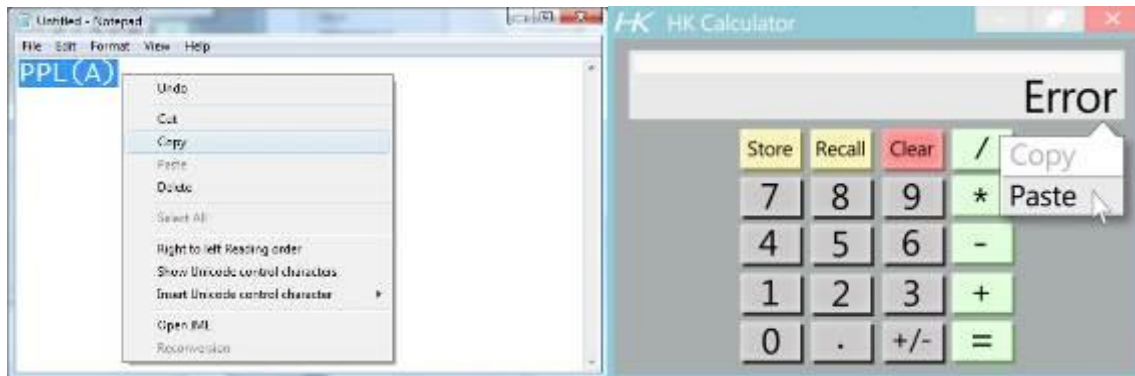 Untitled - Notepad
File Edit Format View Help
PPL(A)
Undo
Cut
Copy
Paste
Delete
Select All
Right to left Reading order
Show Unicode control characters
Insert Unicode control character
Open IME
Reconversion
HK HK Calculator
Error
Store Recall Clear / Copy
7 8 9 * Paste
4 5 6 -
1 2 3 +
0 . +/- =